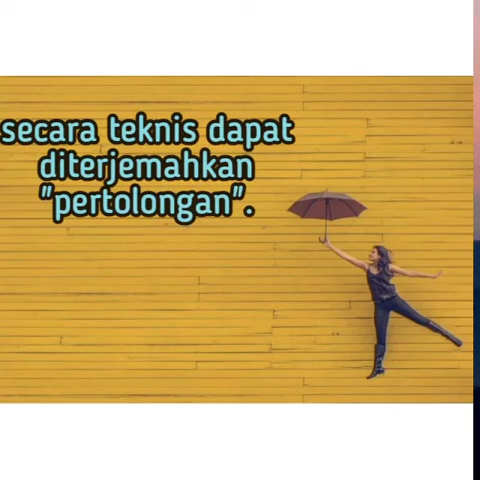 secara teknis dapat
diterjemahkan
"pertolongan".